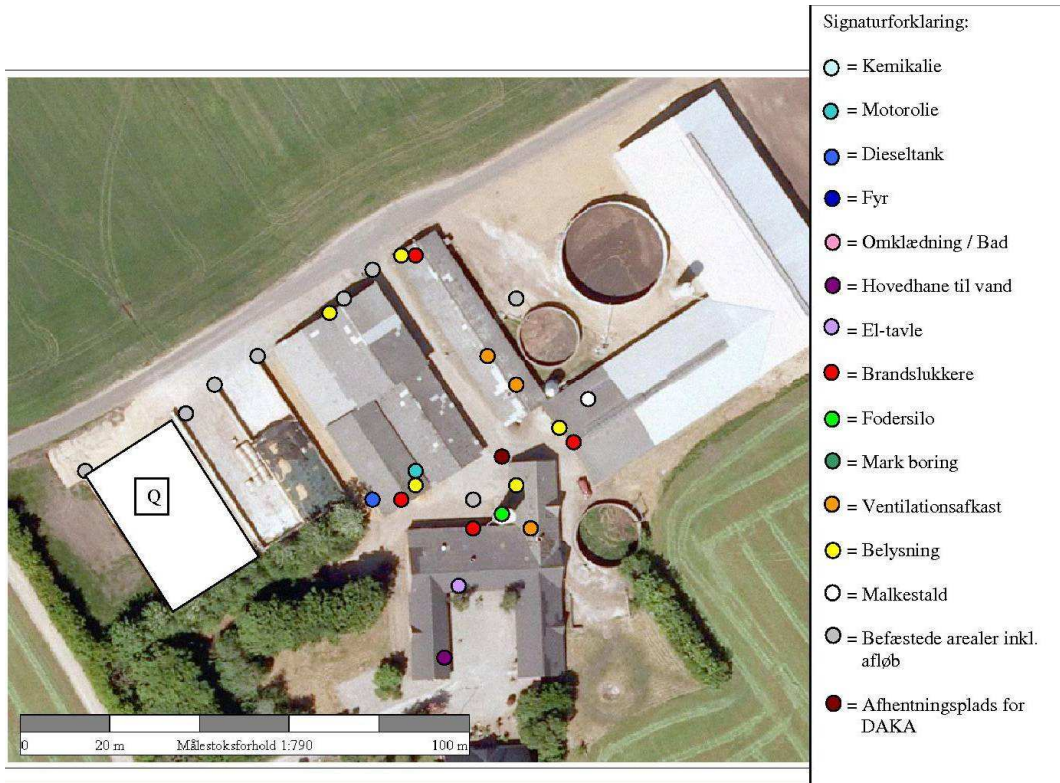 Signaturforklaring:
= Kemikalie
= Motorolie
= Dieseltank
= Fyr
= Omklædning / Bad
= Hovedhane til vand
= El-tavle
= Brandslukkere
= Fodersilo
= Mark boring
= Ventilationsafkast
= Belysning
= Malkestald
= Befæstede arealer inkl.
afløb
= Afhentningsplads for
DAKA
Q
0 20 m Målestoksforhold 1:790 100 m